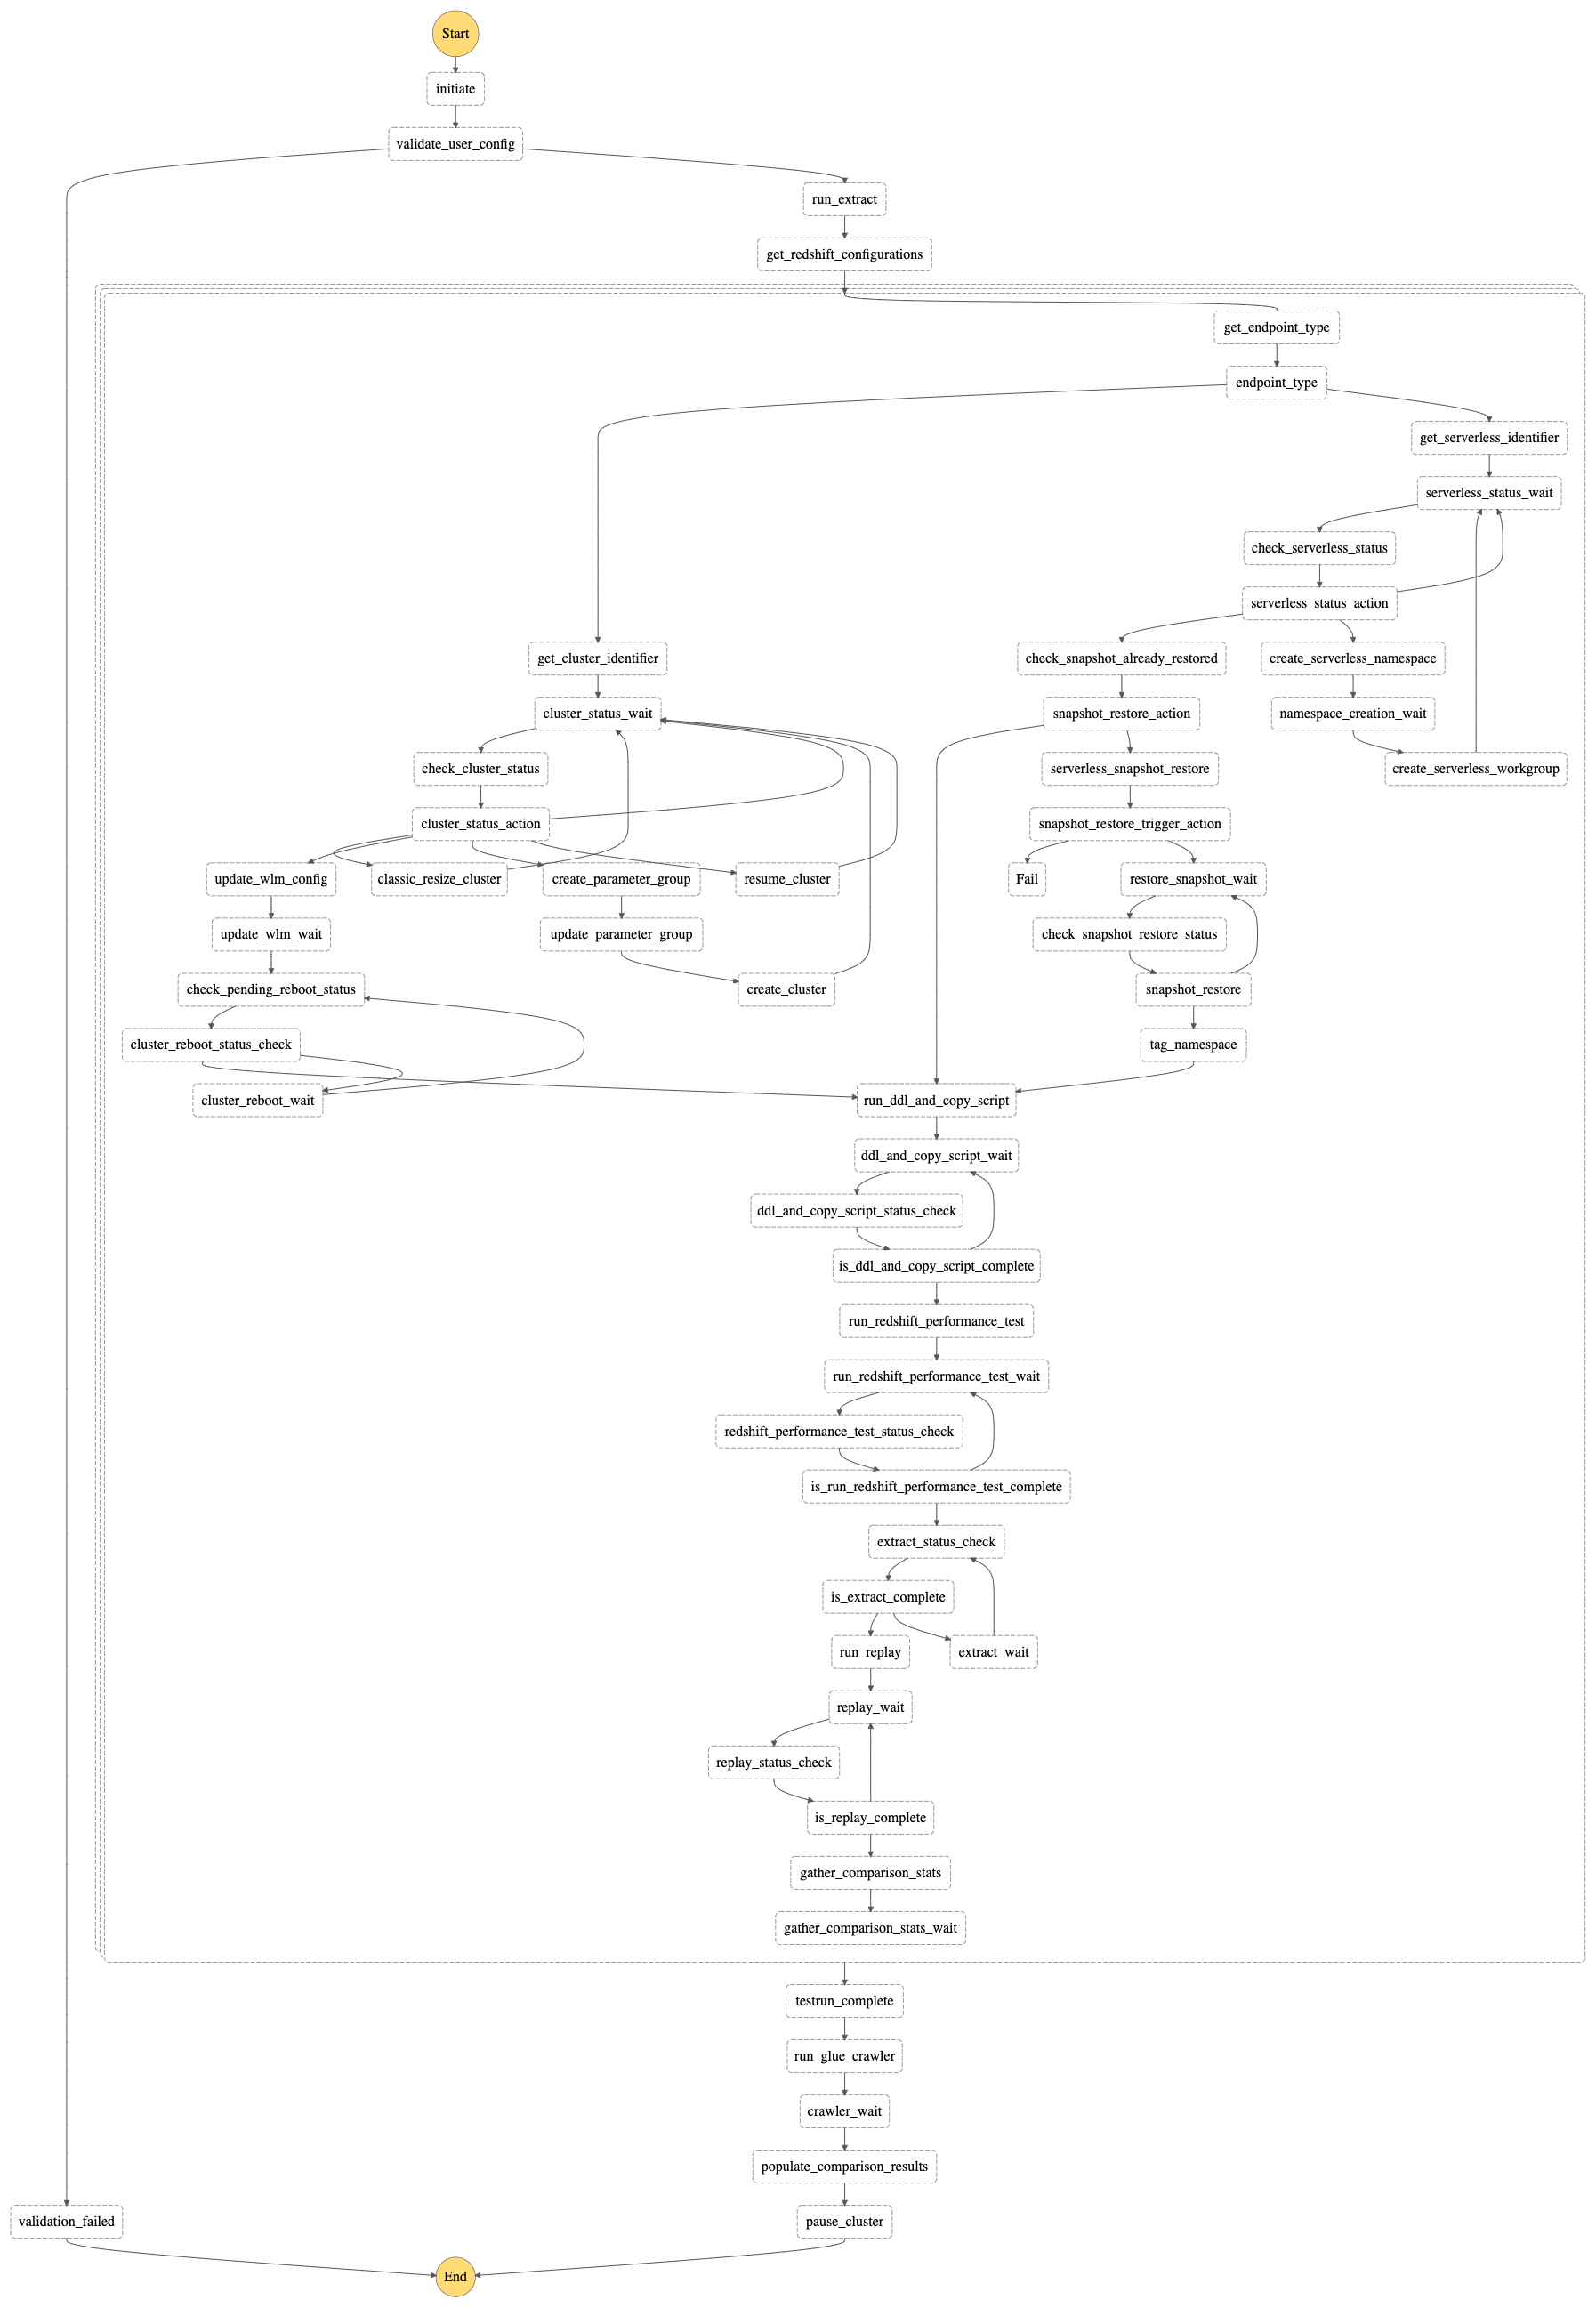 Start
initiate
validate_user_config
run_extract
get_redshift_configurations
get_endpoint_type
endpoint_type
get_serverless_identifier
serverless_status_wait
check_serverless_status
serverless_status_action
get_cluster_identifier
check_snapshot_already_restored
create_serverless_namespace
cluster_status_wait
snapshot_restore_action
namespace_creation_wait
check_cluster_status
serverless_snapshot_restore
create_serverless_workgroup
cluster_status_action
snapshot_restore_trigger_action
update_wlm_config
classic_resize_cluster
create_parameter_group
resume_cluster
Fail
restore_snapshot_wait
update_wlm_wait
update_parameter_group
check_snapshot_restore_status
check_pending_reboot_status
create_cluster
snapshot_restore
cluster_reboot_status_check
tag_namespace
cluster_reboot_wait
run_ddl_and_copy_script
ddl_and_copy_script_wait
ddl_and_copy_script_status_check
is_ddl_and_copy_script_complete
run_redshift_performance_test
run_redshift_performance_test_wait
redshift_performance_test_status_check
is_run_redshift_performance_test_complete
extract_status_check
is_extract_complete
run_replay
extract_wait
replay_wait
replay_status_check
is_replay_complete
gather_comparison_stats
gather_comparison_stats_wait
testrun_complete
run_glue_crawler
crawler_wait
populate_comparison_results
validation_failed
pause_cluster
End